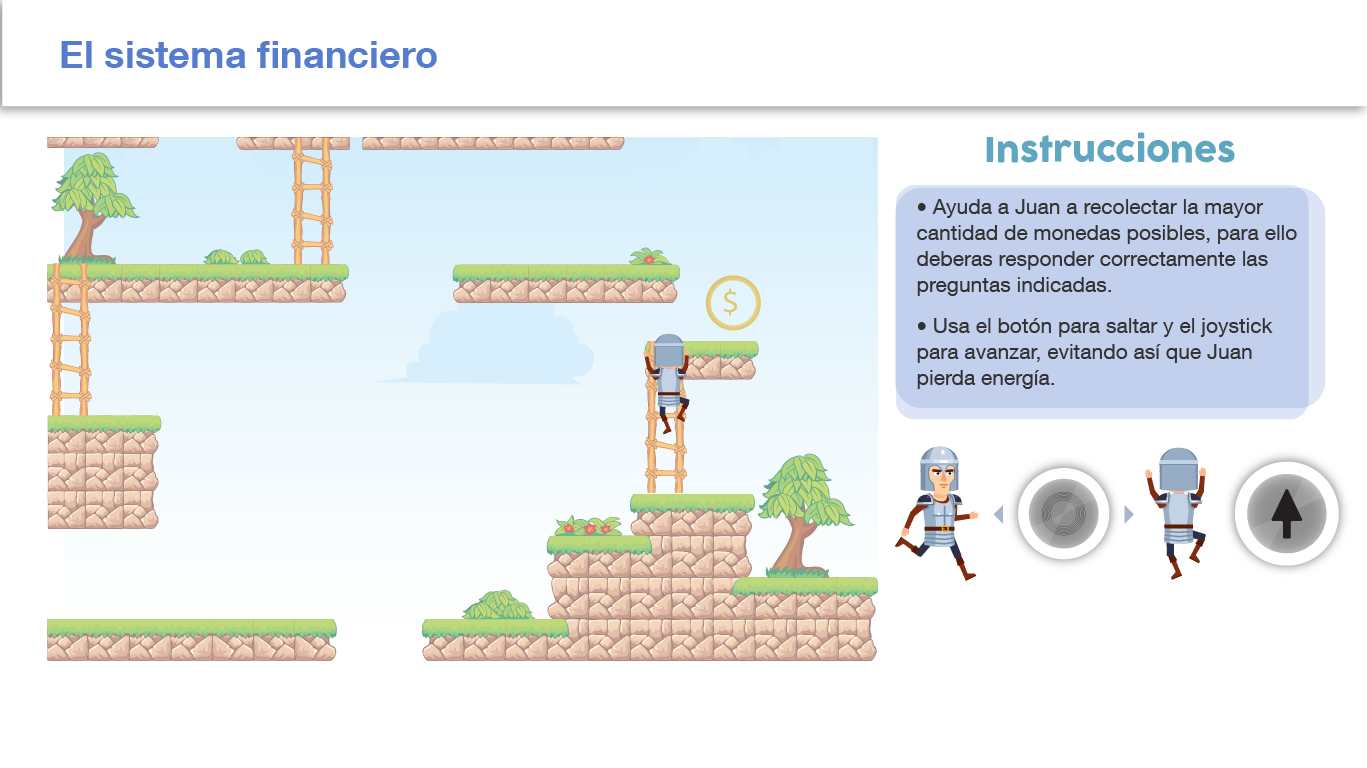 El sistema financiero
Instrucciones
• Ayuda a Juan a recolectar la mayor
cantidad de monedas posibles, para ello
deberas responder correctamente las
preguntas indicadas.
• Usa el botón para saltar y el joystick
para avanzar, evitando así que Juan
pierda energía.
$